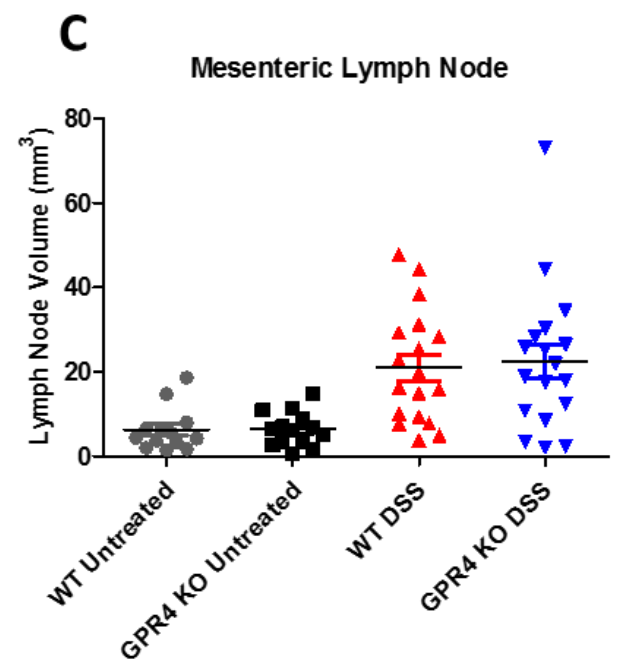 C
Mesenteric Lymph Node
Lymph Node Volume (mm³)
80
60
40
20
0
WT Untreated
GPR4 KO Untreated
WT DSS
GPR4 KO DSS